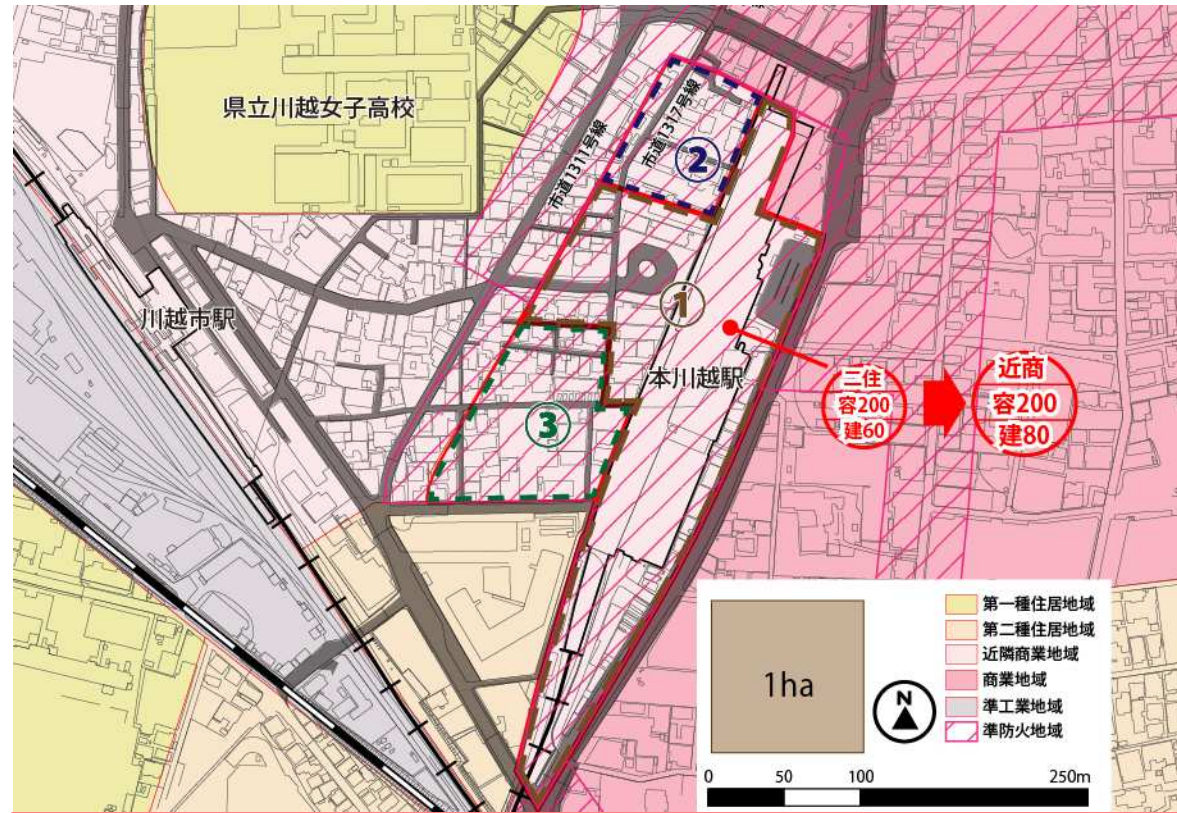 県立川越女子高校
市道1311号線
市道1317号線
②
①
川越市駅
本川越駅
③
二住
容200
建60
近商
容200
建80
1ha
N
第一種住居地域
第二種住居地域
近隣商業地域
商業地域
準工業地域
準防火地域
0 50 100 250m